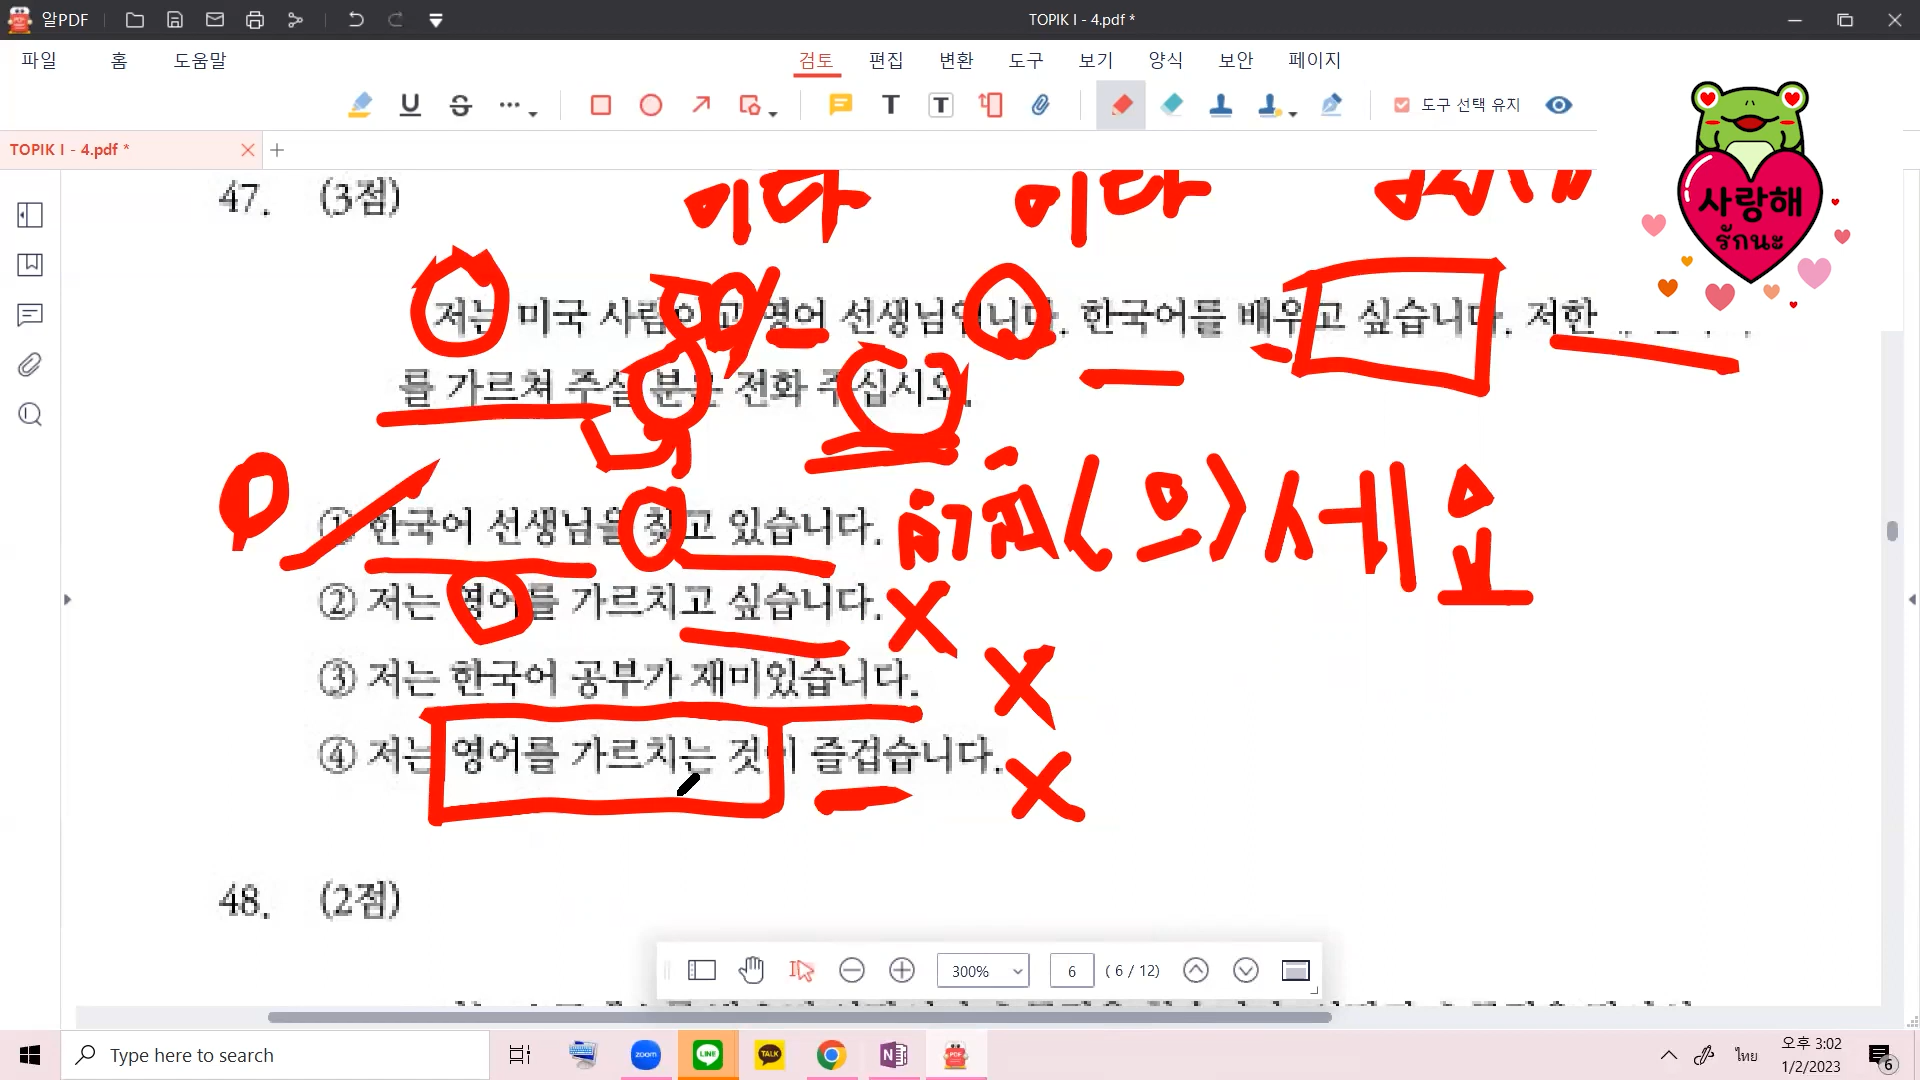 알PDF
TOPIK I - 4.pdf *
파일 홈 도움말 검토 편집 변환 도구 보기 양식 보안 페이지
도구 선택 유지
TOPIK I - 4.pdf *
사랑해
รักนะ
이다 이다
47. (3점)
저는 미국 사람이고 영어 선생님입니다. 한국어를 배우고 싶습니다. 저한
를 가르쳐 주실 분은 전화 주십시오.
① 한국어 선생님을 찾고 있습니다.
(으)세요
② 저는 영어를 가르치고 싶습니다.
③ 저는 한국어 공부가 재미있습니다.
④ 저는 영어를 가르치는 것이 즐겁습니다.
48. (2점)
300% 6 ( 6 / 12)
Type here to search
zoom
LINE
TALK
N
PDF
ไทย
오후 3:02
1/2/2023
6